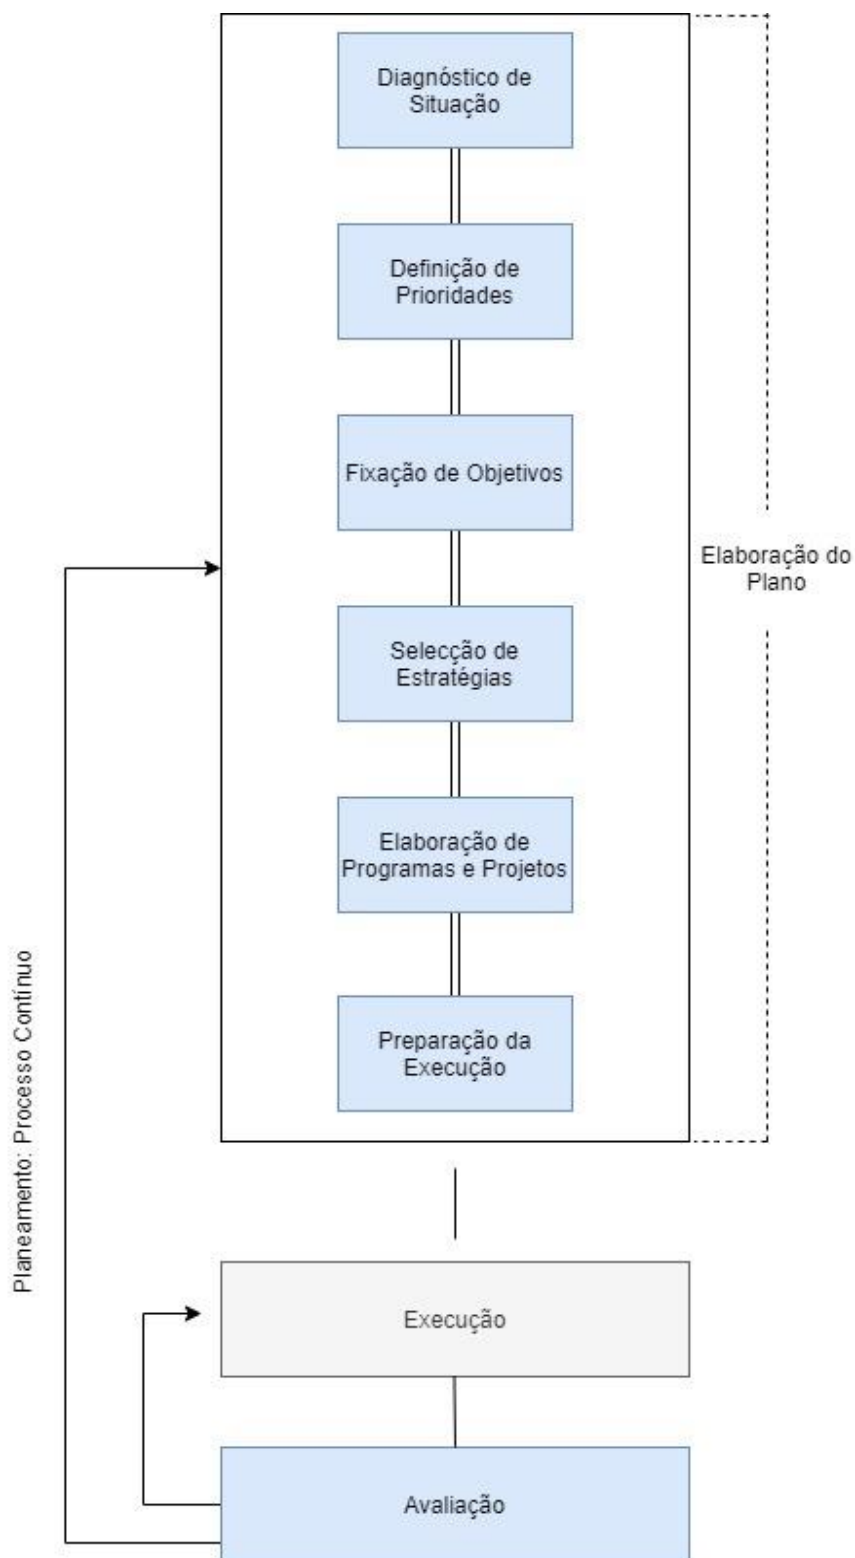 Diagnóstico de
Situação
Definição de
Prioridades
Fixação de Objetivos
Elaboração do
Plano
Selecção de
Estratégias
Elaboração de
Programas e Projetos
Preparação da
Execução
Planeamento: Processo Contínuo
Execução
Avaliação